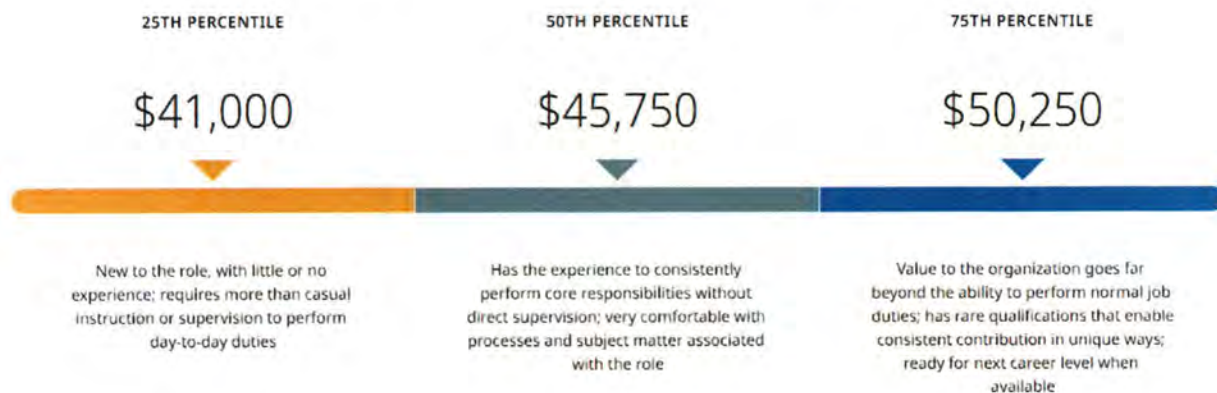 25TH PERCENTILE
$41,000
New to the role, with little or no
experience; requires more than casual
instruction or supervision to perform
day-to-day duties
50TH PERCENTILE
$45,750
Has the experience to consistently
perform core responsibilities without
direct supervision; very comfortable with
processes and subject matter associated
with the role
75TH PERCENTILE
$50,250
Value to the organization goes far
beyond the ability to perform normal job
duties; has rare qualifications that enable
consistent contribution in unique ways;
ready for next career level when
available